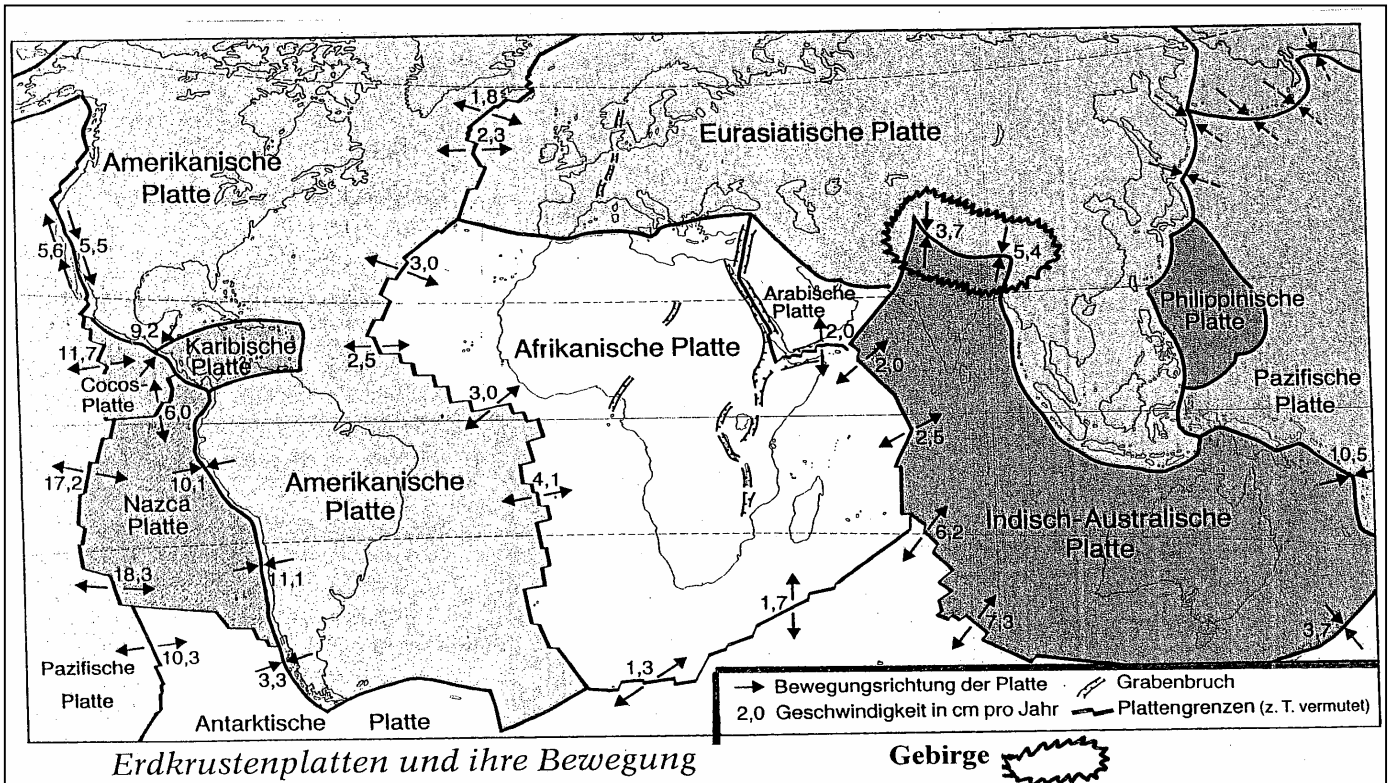 1,8
2,3
Eurasiatische Platte
Amerikanische
Platte
3,7
5,4
5,6
5,5
3,0
Arabische
Platte
2,0
Philippinische
Platte
9,2
Karibische
Platte
11,7
2,5
Afrikanische Platte
2,0
Cocos-
Platte
3,0
Pazifische
Platte
6,0
2,5
17,2
10,1
Amerikanische
Platte
4,1
10,5
Nazca
Platte
6,2
Indisch-Australische
Platte
18,3
11,1
1,7
7,3
3,7
Pazifische
Platte
10,3
3,3
1,3
Antarktische Platte
Bewegungsrichtung der Platte
Grabenbruch
2,0 Geschwindigkeit in cm pro Jahr
Plattengrenzen (z. T. vermutet)
Erdkrustenplatten und ihre Bewegung
Gebirge